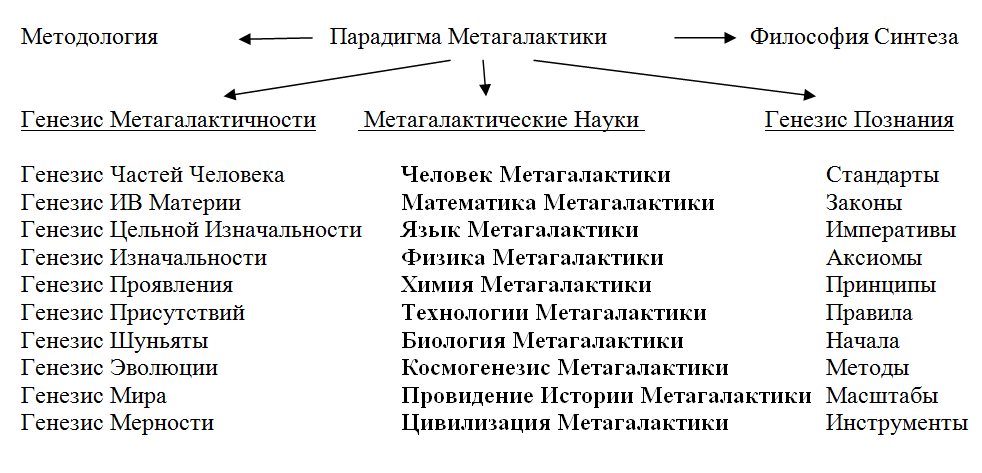 Методология Парадигма Метагалактики Философия Синтеза
Генезис Метагалактичности Метагалактические Науки Генезис Познания
Генезис Частей Человека Человек Метагалактики Стандарты
Генезис ИВ Материи Математика Метагалактики Законы
Генезис Цельной Изначальности Язык Метагалактики Императивы
Генезис Изначальности Физика Метагалактики Аксиомы
Генезис Проявления Химия Метагалактики Принципы
Генезис Присутствий Технологии Метагалактики Правила
Генезис Шуньяты Биология Метагалактики Начала
Генезис Эволюции Космогенезис Метагалактики Методы
Генезис Мира Провидение Истории Метагалактики Масштабы
Генезис Мерности Цивилизация Метагалактики Инструменты